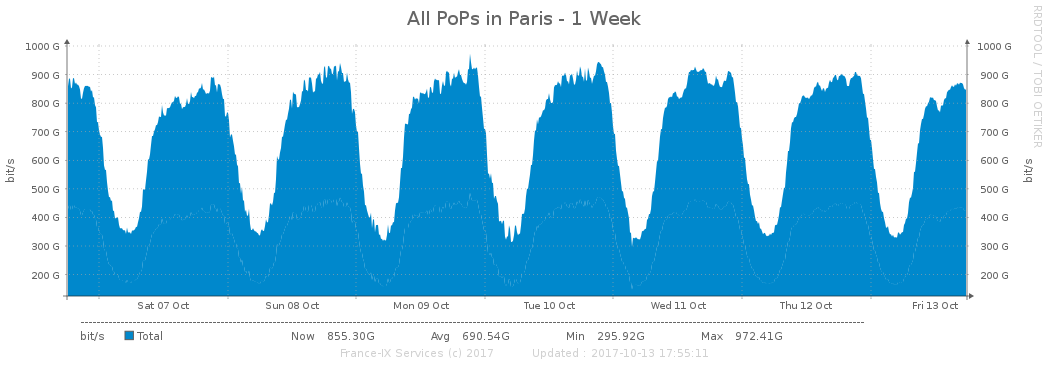 All PoPs in Paris - 1 Week
RRDTOOL / TOBI OETIKER
1000 G 1000 G
900 G 900 G
800 G 800 G
700 G 700 G
600 G 600 G
500 G 500 G
400 G 400 G
300 G 300 G
200 G 200 G
bit/s bit/s
Sat 07 Oct Sun 08 Oct Mon 09 Oct Tue 10 Oct Wed 11 Oct Thu 12 Oct Fri 13 Oct
bit/s Total Now 855.30G Avg 690.54G Min 295.92G Max 972.41G
France-IX Services (c) 2017 Updated : 2017-10-13 17:55:11